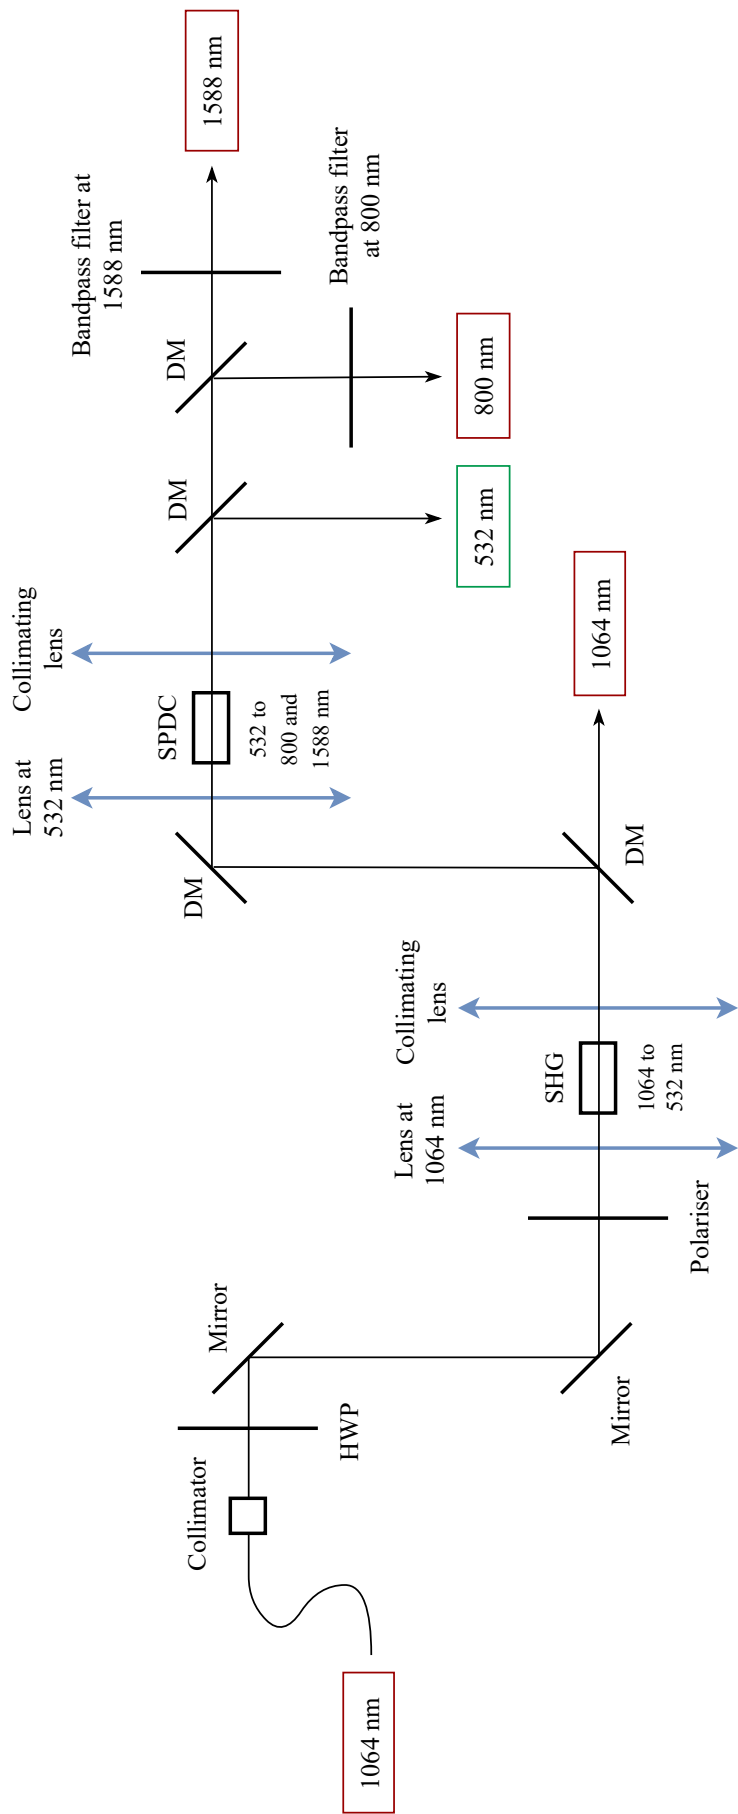 1064 nm
Collimator
HWP
Mirror
Mirror
Polariser
Lens at
1064 nm
SHG
1064 to
532 nm
Collimating
lens
DM
1064 nm
DM
Lens at
532 nm
SPDC
532 to
800 and
1588 nm
Collimating
lens
DM
532 nm
DM
800 nm
Bandpass filter
at 800 nm
Bandpass filter at
1588 nm
1588 nm